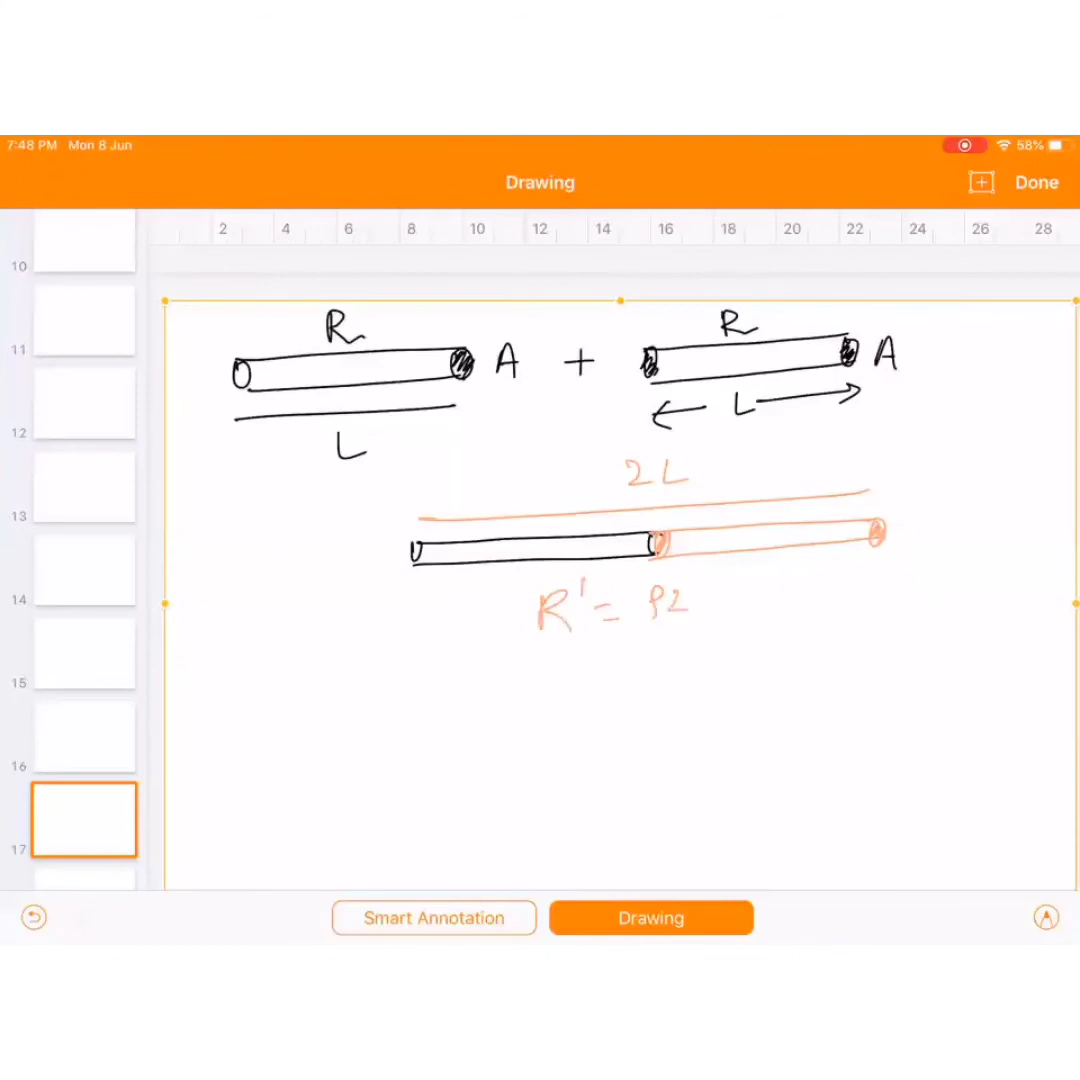 7:48 PM Mon 8 Jun
58%
Drawing
Done
2 4 6 8 10 12 14 16 18 20 22 24 26 28
10
11
12
13
14
15
16
17
R
A + A
R
L
L
2L
R' = ρ2
Smart Annotation
Drawing